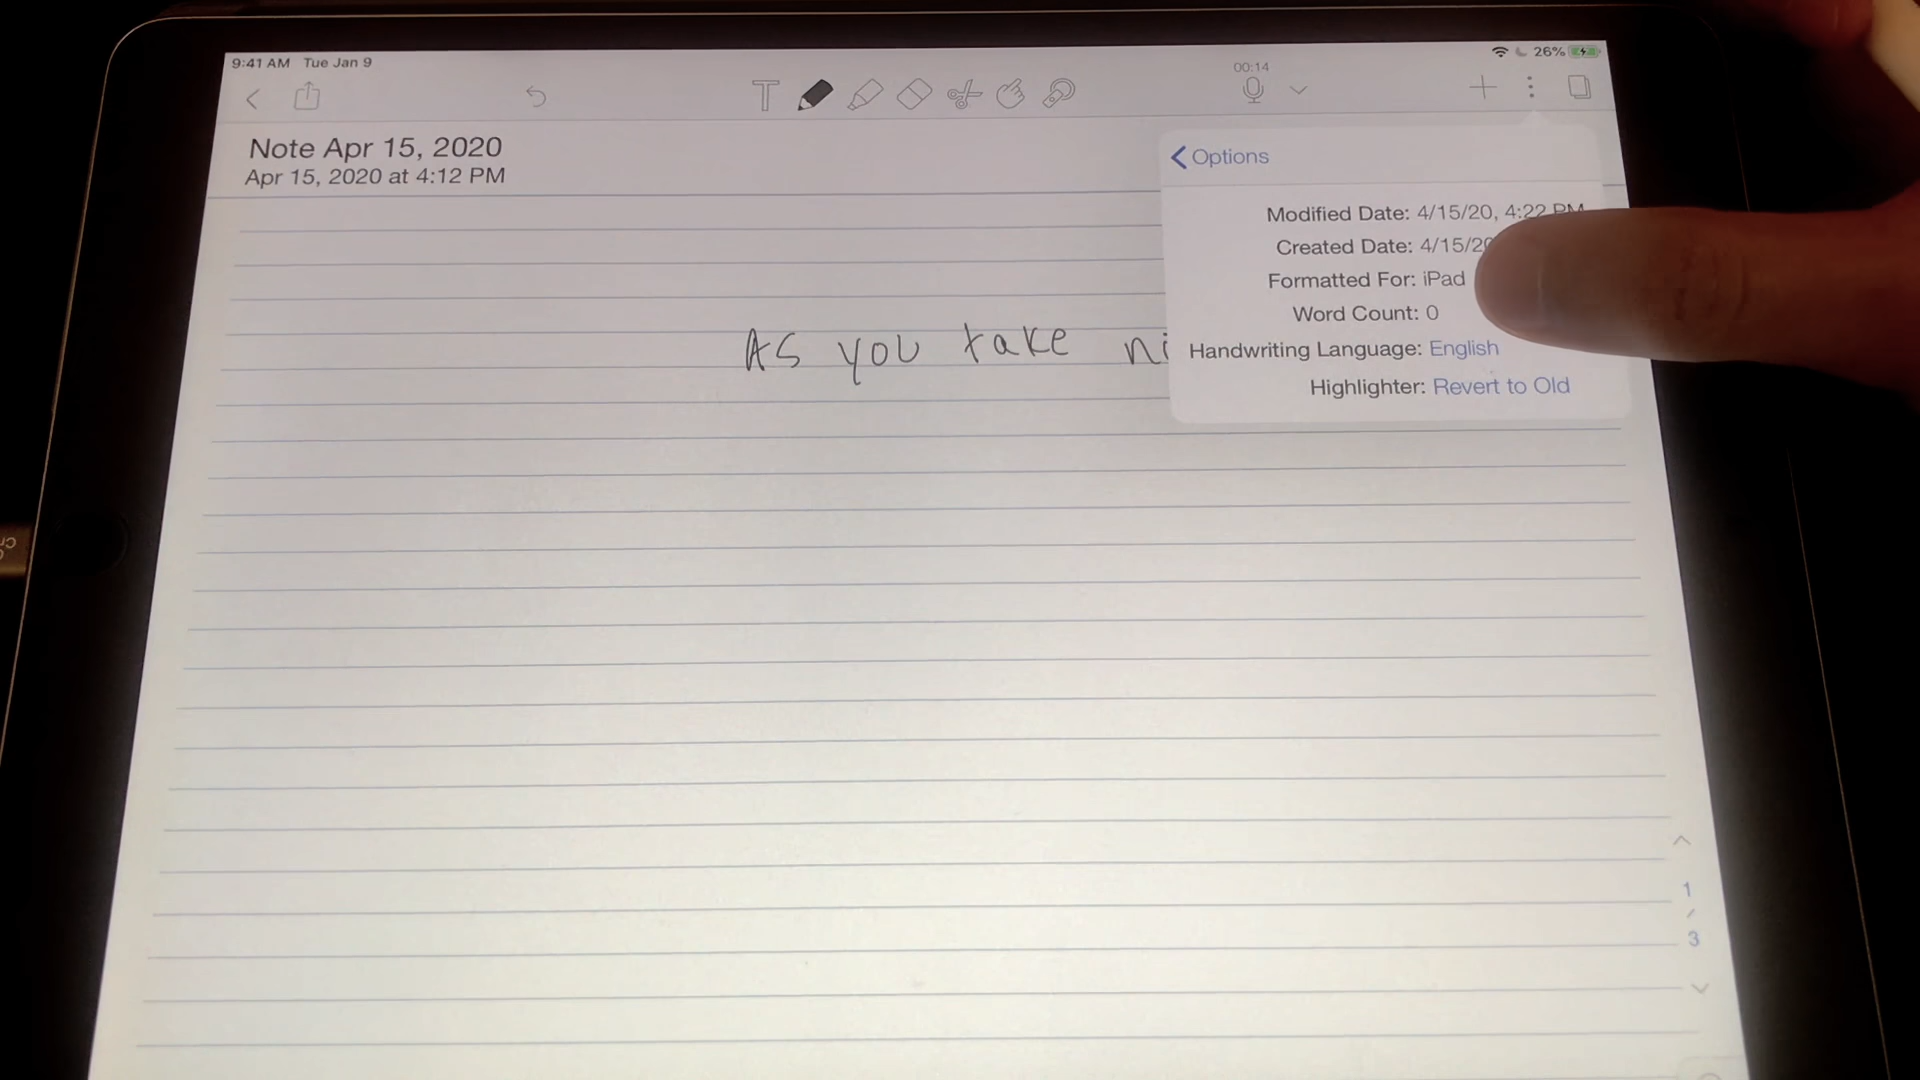 9:41 AM Tue Jan 9
26%
00:14
Note Apr 15, 2020
Apr 15, 2020 at 4:12 PM
Options
Modified Date: 4/15/20, 4:22 PM
Created Date: 4/15/20
Formatted For: iPad
Word Count: 0
Handwriting Language: English
Highlighter: Revert to Old
As you take
1
/
3